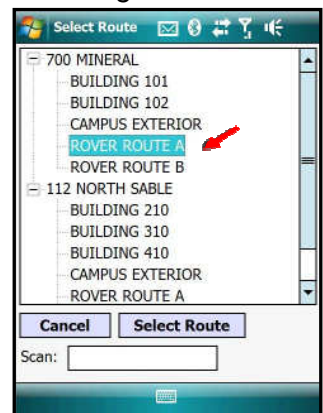 Select Route
700 MINERAL
BUILDING 101
BUILDING 102
CAMPUS EXTERIOR
ROVER ROUTE A
ROVER ROUTE B
112 NORTH SABLE
BUILDING 210
BUILDING 310
BUILDING 410
CAMPUS EXTERIOR
ROVER ROUTE A
Cancel Select Route
Scan: